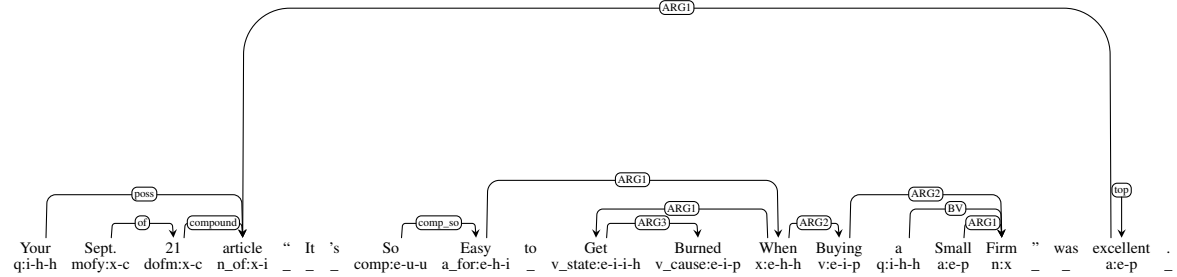 ARG1
ARG1
poss ARG2 top
ARG1 BV
of compound comp_so ARG3 ARG2 ARG1
Your Sept. 21 article “ It ’s So Easy to Get Burned When Buying a Small Firm ” was excellent .
q:i-h-h mofy:x-c dofm:x-c n_of:x-i _ _ _ comp:e-u-u a_for:e-h-i _ v_state:e-i-i-h v_cause:e-i-p x:e-h-h v:e-i-p q:i-h-h a:e-p n:x _ _ a:e-p _